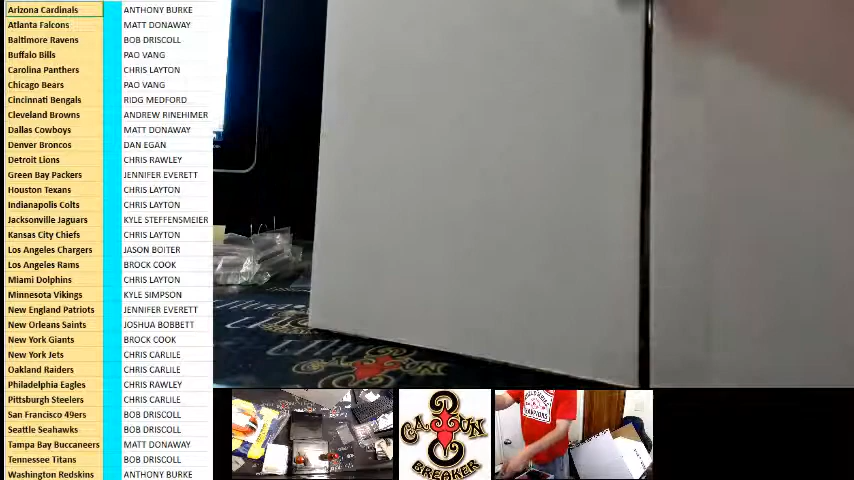 Arizona Cardinals ANTHONY BURKE
Atlanta Falcons MATT DONAWAY
Baltimore Ravens BOB DRISCOLL
Buffalo Bills PAO VANG
Carolina Panthers CHRIS LAYTON
Chicago Bears PAO VANG
Cincinnati Bengals RIDG MEDFORD
Cleveland Browns ANDREW RINEHIMER
Dallas Cowboys MATT DONAWAY
Denver Broncos DAN EGAN
Detroit Lions CHRIS RAWLEY
Green Bay Packers JENNIFER EVERETT
Houston Texans CHRIS LAYTON
Indianapolis Colts CHRIS LAYTON
Jacksonville Jaguars KYLE STEFFENSMEIER
Kansas City Chiefs CHRIS LAYTON
Los Angeles Chargers JASON BOITER
Los Angeles Rams BROCK COOK
Miami Dolphins CHRIS LAYTON
Minnesota Vikings KYLE SIMPSON
New England Patriots JENNIFER EVERETT
New Orleans Saints JOSHUA BOBBETT
New York Giants BROCK COOK
New York Jets CHRIS CARLILE
Oakland Raiders CHRIS CARLILE
Philadelphia Eagles CHRIS RAWLEY
Pittsburgh Steelers CHRIS CARLILE
San Francisco 49ers BOB DRISCOLL
Seattle Seahawks BOB DRISCOLL
Tampa Bay Buccaneers MATT DONAWAY
Tennessee Titans BOB DRISCOLL
Washington Redskins ANTHONY BURKE
CAJUN
BREAKER